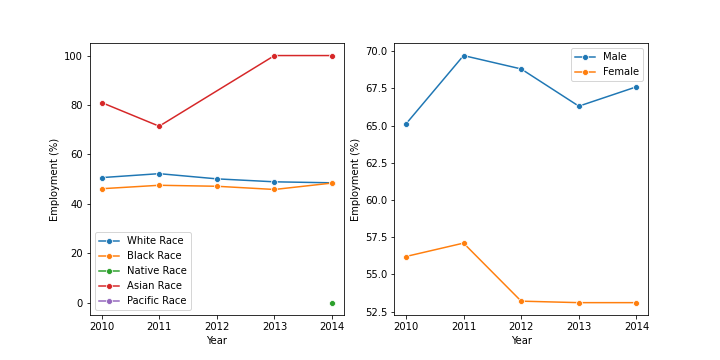 100
80
60
40
20
0
Employment (%)
White Race
Black Race
Native Race
Asian Race
Pacific Race
2010 2011 2012 2013 2014
Year
70.0
67.5
65.0
62.5
60.0
57.5
55.0
52.5
Employment (%)
Male
Female
2010 2011 2012 2013 2014
Year